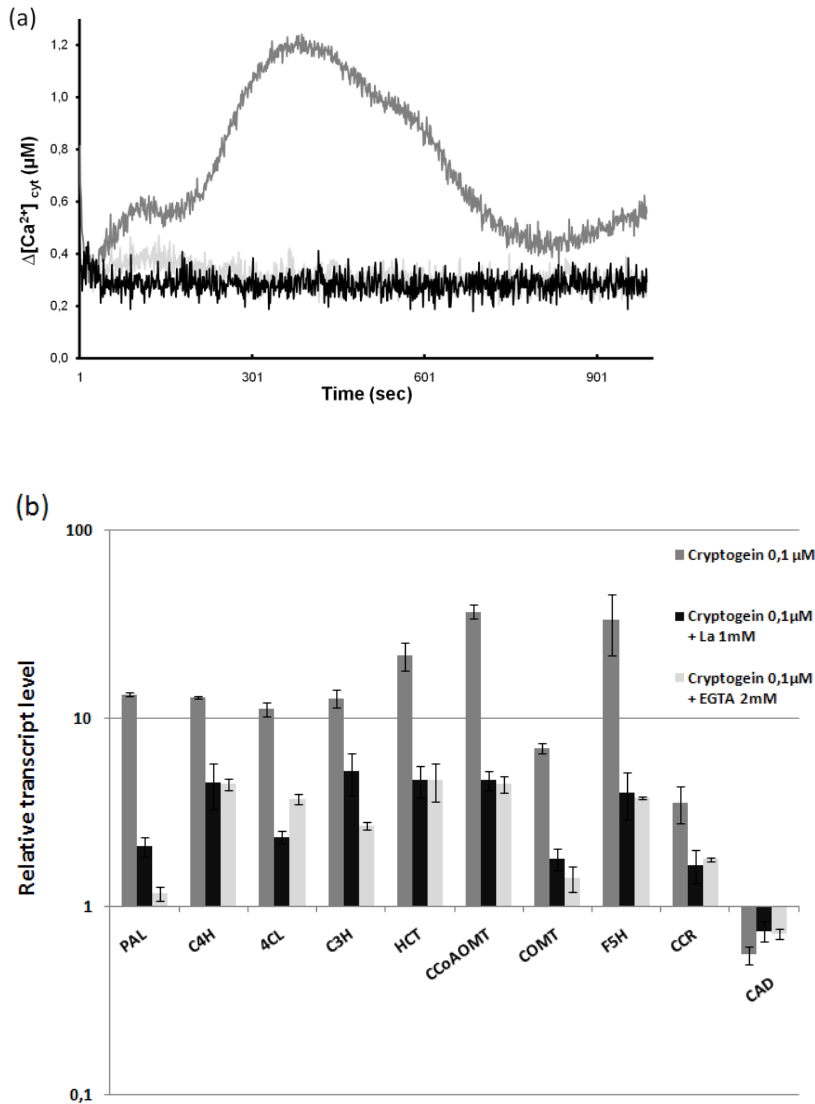 (a)
1,2
1,0
0,8
0,6
0,4
0,2
0,0
Δ[Ca²⁺] cyt (µM)
1 301 601 901
Time (sec)
(b)
100
10
1
0,1
Relative transcript level
Cryptogein 0,1 µM
Cryptogein 0,1µM
+ La 1mM
Cryptogein 0,1µM
+ EGTA 2mM
PAL C4H 4CL C3H HCT CCoAOMT COMT F5H CCR CAD